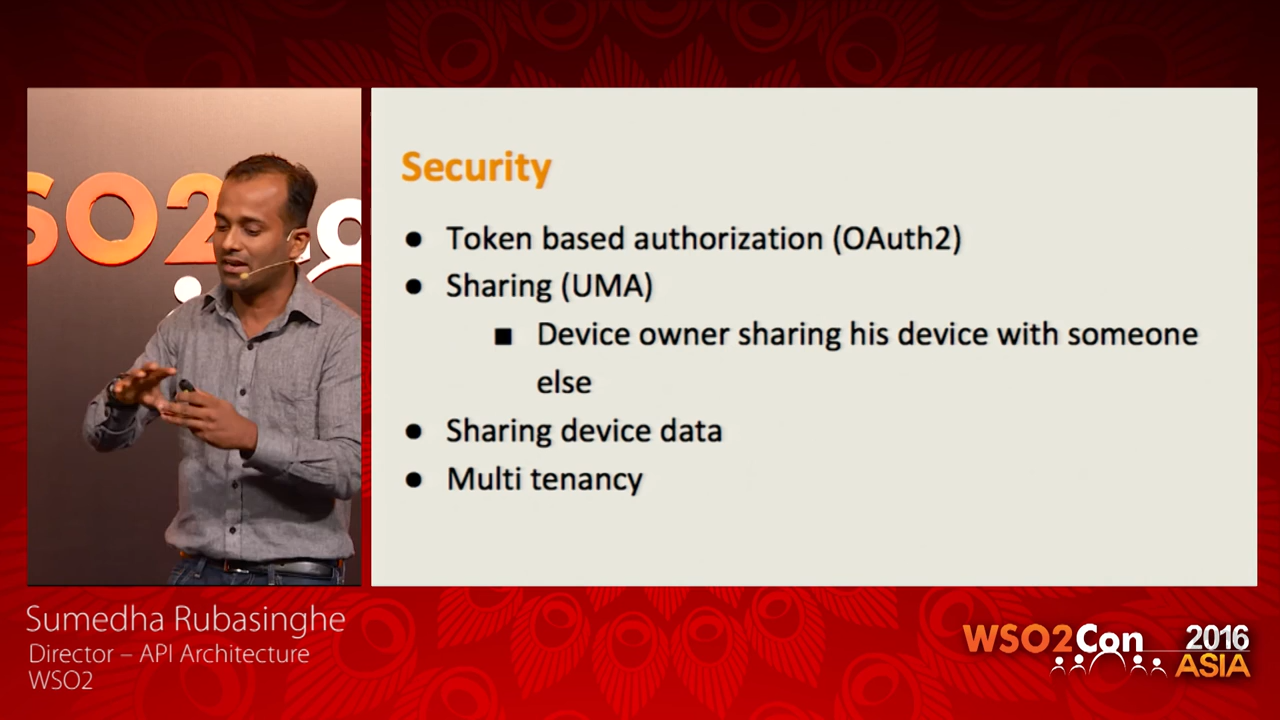 SO2
Security
● Token based authorization (OAuth2)
● Sharing (UMA)
■ Device owner sharing his device with someone
else
● Sharing device data
● Multi tenancy
Sumedha Rubasinghe
Director – API Architecture
WSO2
WSO2Con 2016
ASIA